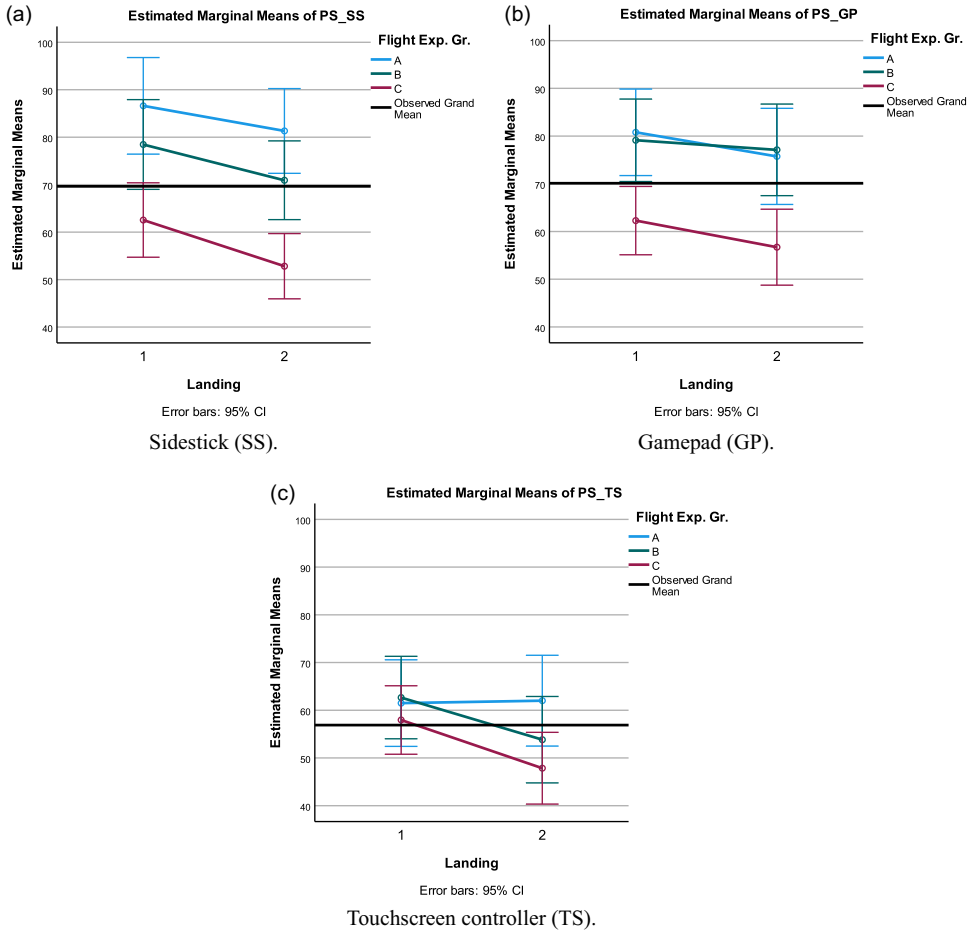 (a)
Estimated Marginal Means of PS_SS
Flight Exp. Gr.
A
B
C
Observed Grand
Mean
Estimated Marginal Means
100
90
80
70
60
50
40
1
2
Landing
Error bars: 95% CI
Sidestick (SS).
(b)
Estimated Marginal Means of PS_GP
Flight Exp. Gr.
A
B
C
Observed Grand
Mean
Estimated Marginal Means
100
90
80
70
60
50
40
1
2
Landing
Error bars: 95% CI
Gamepad (GP).
(c)
Estimated Marginal Means of PS_TS
Flight Exp. Gr.
A
B
C
Observed Grand
Mean
Estimated Marginal Means
100
90
80
70
60
50
40
1
2
Landing
Error bars: 95% CI
Touchscreen controller (TS).